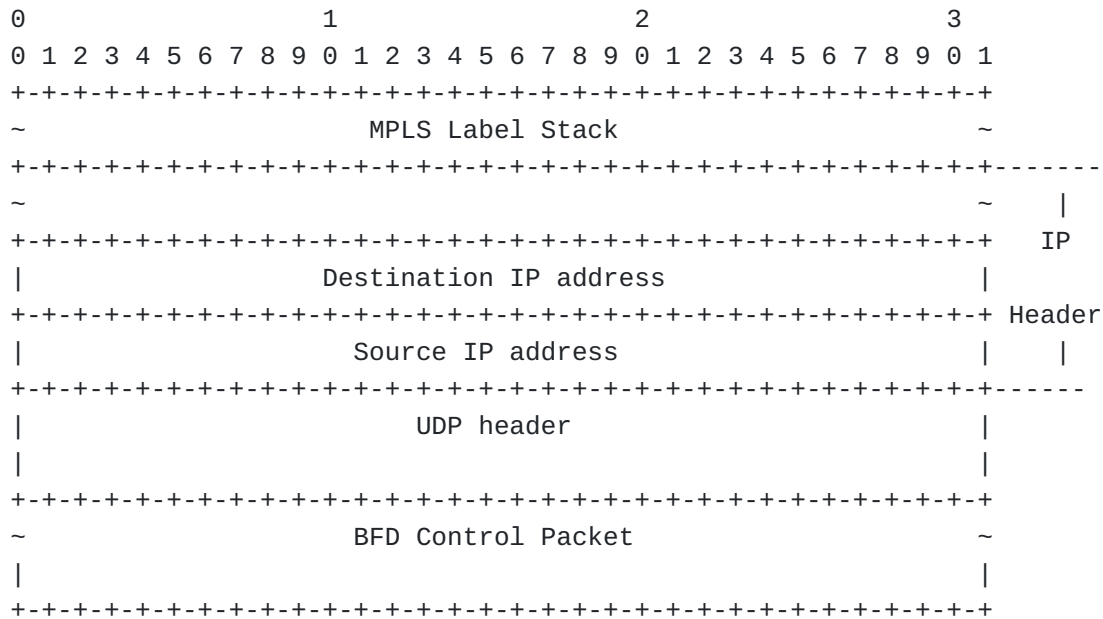 0                   1                   2                   3
0 1 2 3 4 5 6 7 8 9 0 1 2 3 4 5 6 7 8 9 0 1 2 3 4 5 6 7 8 9 0 1
+-+-+-+-+-+-+-+-+-+-+-+-+-+-+-+-+-+-+-+-+-+-+-+-+-+-+-+-+-+-+-+
~                      MPLS Label Stack                       ~
+-+-+-+-+-+-+-+-+-+-+-+-+-+-+-+-+-+-+-+-+-+-+-+-+-+-+-+-+-+-+-+-------
~                                                             ~    |
+-+-+-+-+-+-+-+-+-+-+-+-+-+-+-+-+-+-+-+-+-+-+-+-+-+-+-+-+-+-+-+   IP
|                   Destination IP address                    |
+-+-+-+-+-+-+-+-+-+-+-+-+-+-+-+-+-+-+-+-+-+-+-+-+-+-+-+-+-+-+-+ Header
|                     Source IP address                       |    |
+-+-+-+-+-+-+-+-+-+-+-+-+-+-+-+-+-+-+-+-+-+-+-+-+-+-+-+-+-+-+-+------
|                         UDP header                          |
|                                                             |
+-+-+-+-+-+-+-+-+-+-+-+-+-+-+-+-+-+-+-+-+-+-+-+-+-+-+-+-+-+-+-+
~                     BFD Control Packet                      ~
|                                                             |
+-+-+-+-+-+-+-+-+-+-+-+-+-+-+-+-+-+-+-+-+-+-+-+-+-+-+-+-+-+-+-+